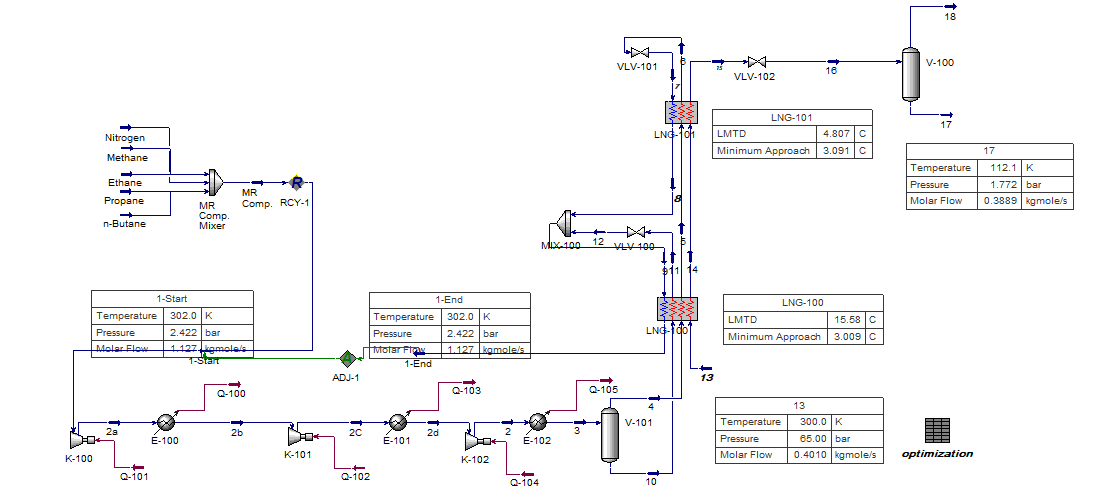 18
VLV-101
6
15
VLV-102
16
V-100
7
17
LNG-101
LNG-101
LMTD 4.807 C
Minimum Approach 3.091 C
Nitrogen
Methane
Ethane
Propane
n-Butane
MR
Comp.
Mixer
MR
Comp.
R
RCY-1
17
Temperature 112.1 K
Pressure 1.772 bar
Molar Flow 0.3889 kgmole/s
8
MIX-100
12
VLV-100
5
9
11
14
1-Start
Temperature 302.0 K
Pressure 2.422 bar
Molar Flow 1.127 kgmole/s
1-Start
1-End
Temperature 302.0 K
Pressure 2.422 bar
Molar Flow 1.127 kgmole/s
1-End
A
ADJ-1
LNG-100
LNG-100
LMTD 15.58 C
Minimum Approach 3.009 C
13
Q-100
Q-103
Q-105
2a
E-100
2b
2C
E-101
2d
2
E-102
3
4
V-101
K-100
Q-101
K-101
Q-102
K-102
Q-104
10
13
Temperature 300.0 K
Pressure 65.00 bar
Molar Flow 0.4010 kgmole/s
optimization